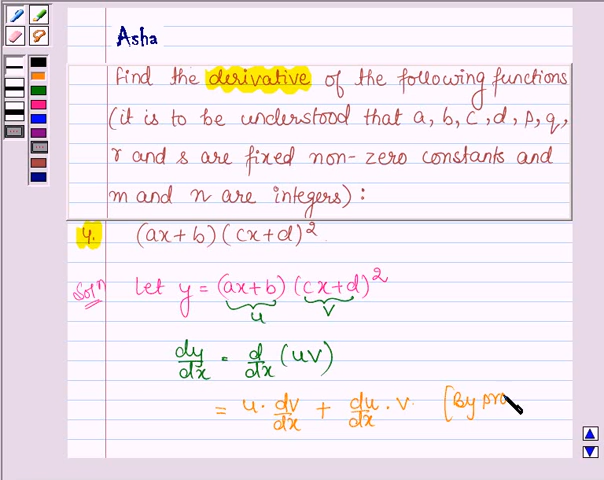 Asha
Find the derivative of the following functions
(it is to be understood that a, b, c, d, p, q,
r and s are fixed non-zero constants and
m and n are integers) :
4. (ax+b) (cx+d)²
Solⁿ Let y = (ax+b) (cx+d)²
u v
dy/dx = d/dx (uv)
= u · dv/dx + du/dx · v. [By pro